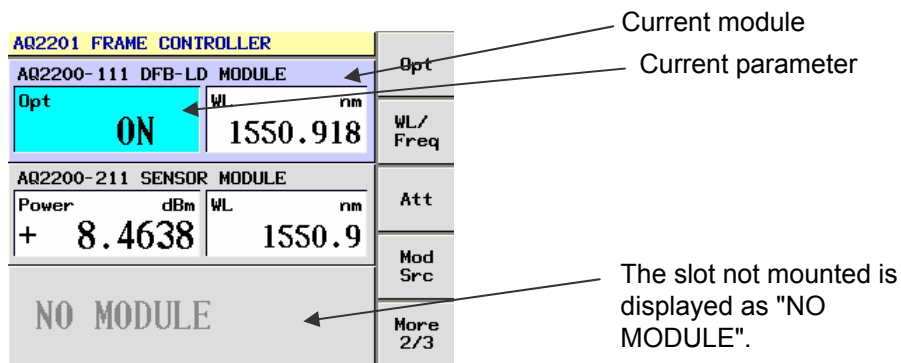 AQ2201 FRAME CONTROLLER
AQ2200-111 DFB-LD MODULE
Opt
ON
WL nm
1550.918
AQ2200-211 SENSOR MODULE
Power dBm
+ 8.4638
WL nm
1550.9
NO MODULE
Opt
WL/
Freq
Att
Mod
Src
More
2/3
Current module
Current parameter
The slot not mounted is
displayed as "NO
MODULE".